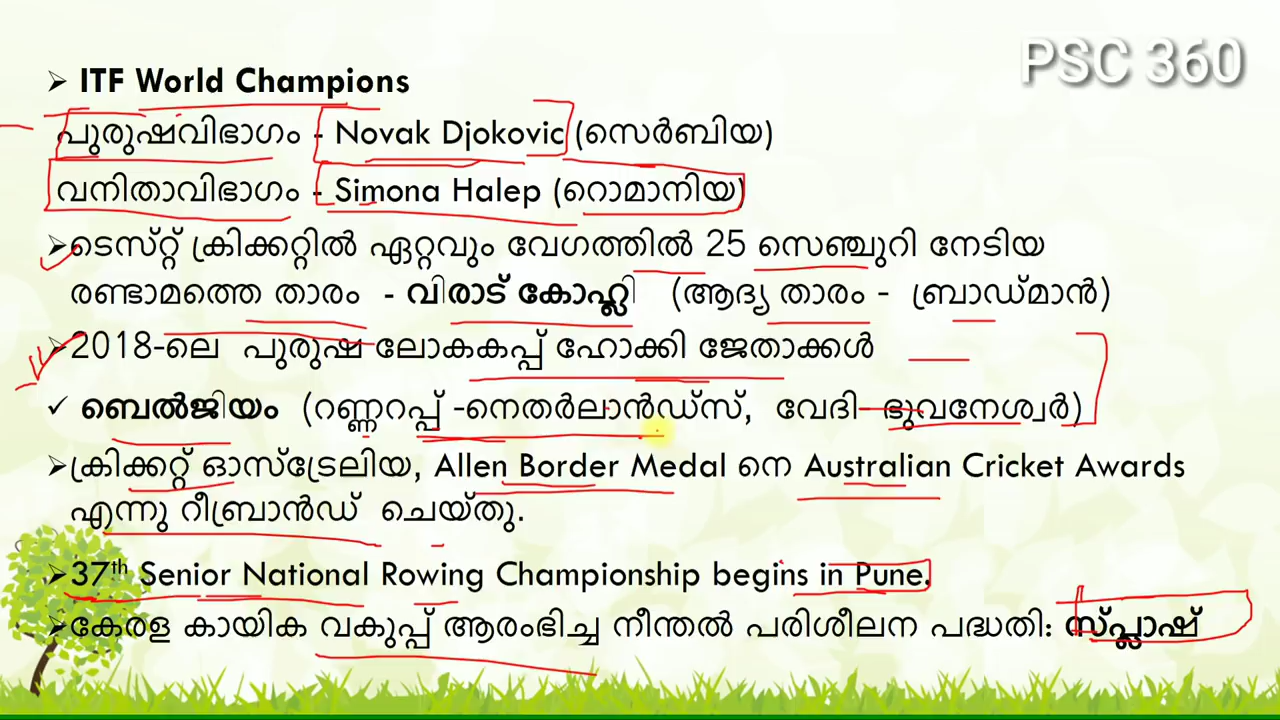 PSC 360
➤ ITF World Champions
പുരുഷവിഭാഗം - Novak Djokovic (സെർബിയ)
വനിതാവിഭാഗം - Simona Halep (റൊമാനിയ)
➤ടെസ്റ്റ് ക്രിക്കറ്റിൽ ഏറ്റവും വേഗത്തിൽ 25 സെഞ്ചുറി നേടിയ
രണ്ടാമത്തെ താരം - വിരാട് കോഹ്ലി (ആദ്യ താരം - ബ്രാഡ്മാൻ)
➤2018-ലെ പുരുഷ ലോകകപ്പ് ഹോക്കി ജേതാക്കൾ
✓ ബെൽജിയം (റണ്ണറപ്പ് -നെതർലാൻഡ്സ്, വേദി- ഭുവനേശ്വർ)
➤ക്രിക്കറ്റ് ഓസ്ട്രേലിയ, Allen Border Medal നെ Australian Cricket Awards
എന്നു റീബ്രാൻഡ് ചെയ്തു.
➤37th Senior National Rowing Championship begins in Pune.
➤കേരള കായിക വകുപ്പ് ആരംഭിച്ച നീന്തൽ പരിശീലന പദ്ധതി: സ്പ്ലാഷ്